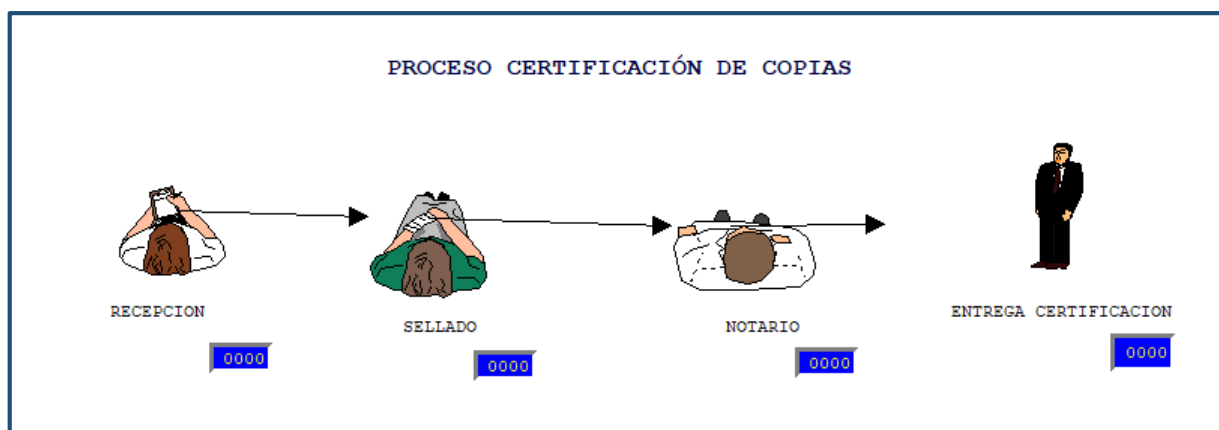 PROCESO CERTIFICACIÓN DE COPIAS
RECEPCION
SELLADO
NOTARIO
ENTREGA CERTIFICACION
0000
0000
0000
0000